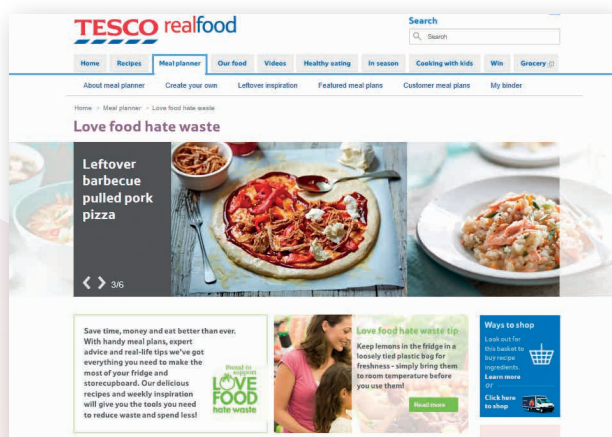 TESCO realfood
Search
Search
Home Recipes Meal planner Our food Videos Healthy eating In season Cooking with kids Win Grocery
About meal planner Create your own Leftover inspiration Featured meal plans Customer meal plans My binder
Home > Meal planner > Love food hate waste
Love food hate waste
Leftover
barbecue
pulled pork
pizza
3/6
Save time, money and eat better than ever.
With handy meal plans, expert
advice and real-life tips we've got
everything you need to make the
most of your fridge and
storecupboard. Our delicious
recipes and weekly inspiration
will give you the tools you need
to reduce waste and spend less!
Proud to
support
LOVE
FOOD
hate waste
Love food hate waste tip
Keep lemons in the fridge in a
loosely tied plastic bag for
freshness - simply bring them
to room temperature before
you use them!
Read more
Ways to shop
Look out for
this basket to
buy recipe
ingredients.
Learn more
or
Click here
to shop